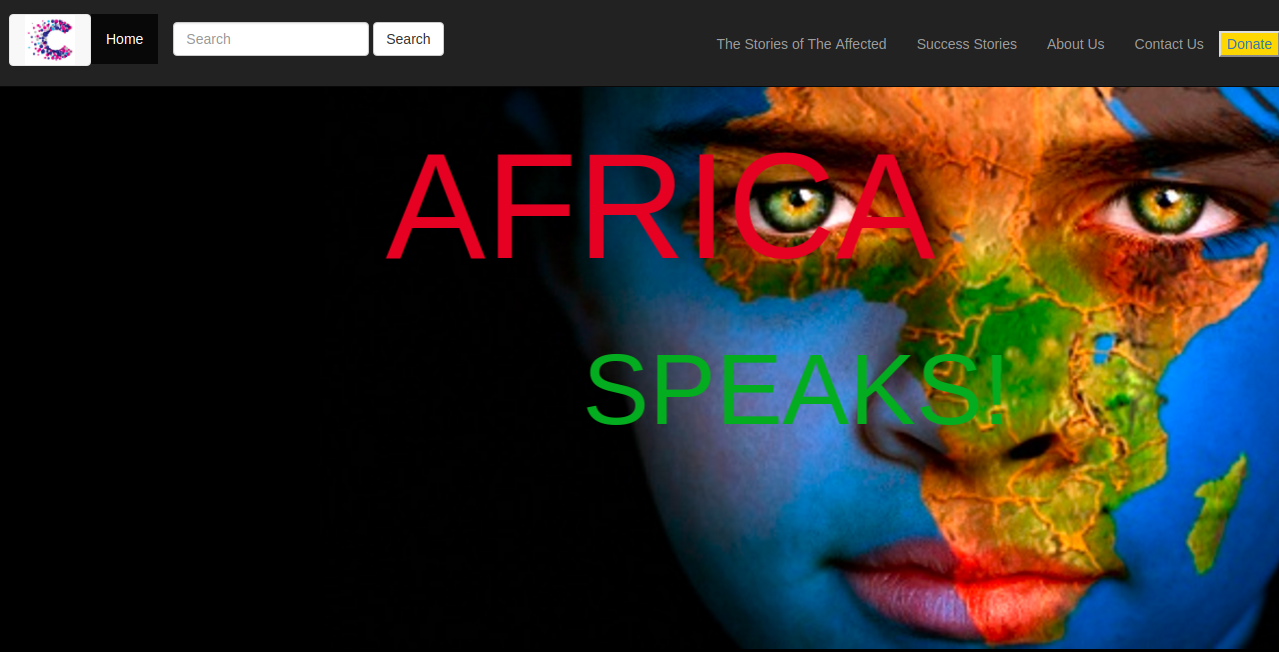 Home
Search
Search
The Stories of The Affected
Success Stories
About Us
Contact Us
Donate
AFRICA
SPEAKS!